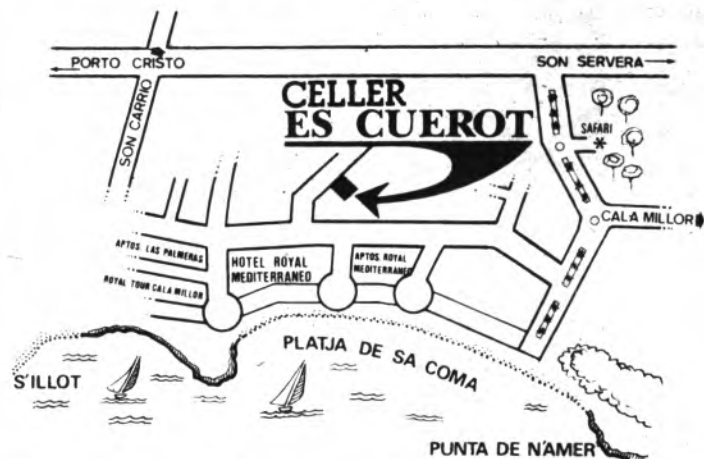 PORTO CRISTO
SON SERVERA
SON CARRIO
CELLER
ES CUEROT
SAFARI
CALA MILLOR
APTOS. LAS PALMERAS
HOTEL ROYAL
MEDITERRANEO
APTOS. ROYAL
MEDITERRANEO
ROYAL TOUR CALA MILLOR
PLATJA DE SA COMA
S'ILLOT
PUNTA DE N'AMER